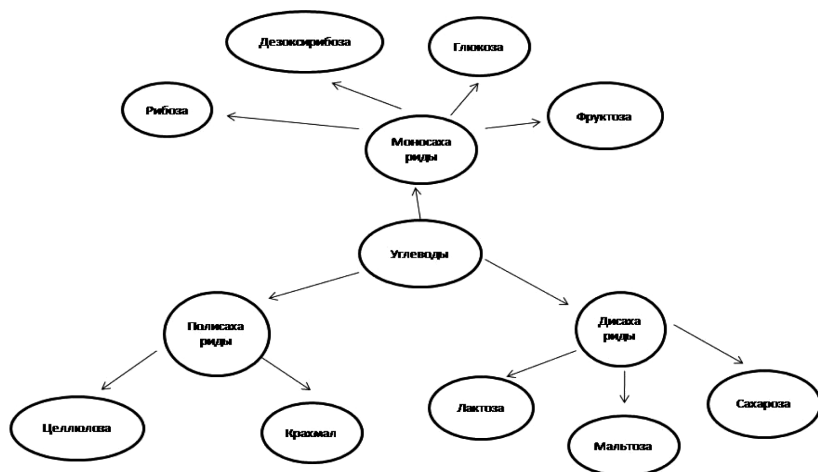 Дезоксирибоза
Глюкоза
Рибоза
Фруктоза
Моносаха
риды
Углеводы
Полисаха
риды
Дисаха
риды
Лактоза
Сахароза
Целлюлоза
Крахмал
Мальтоза